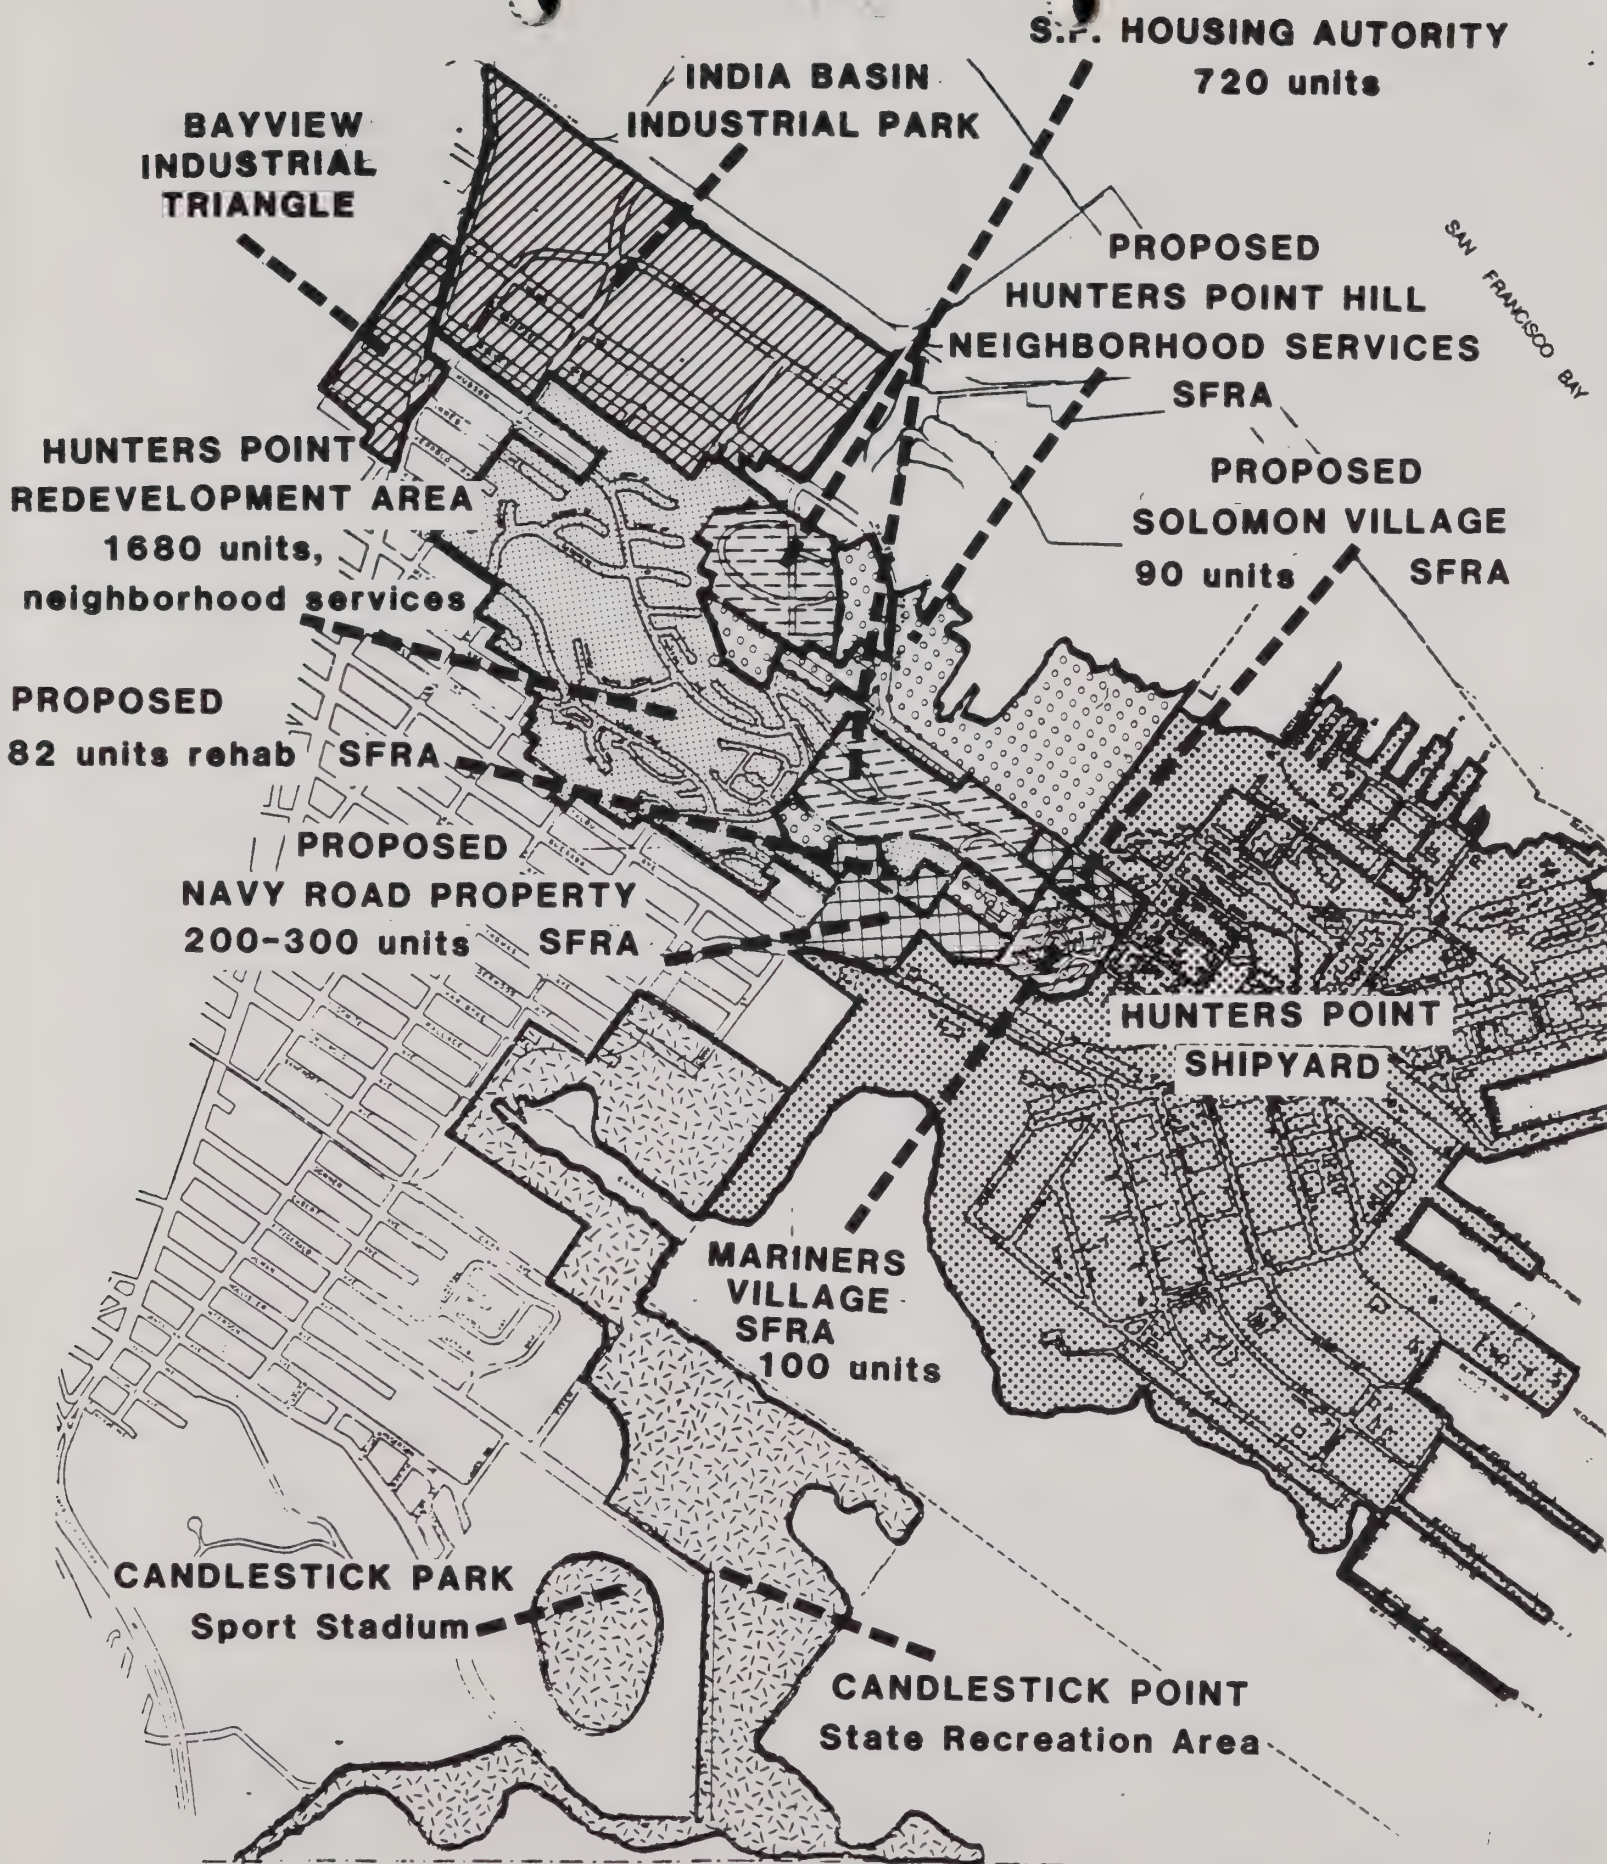 S.F. HOUSING AUTORITY
720 units
INDIA BASIN
INDUSTRIAL PARK
BAYVIEW
INDUSTRIAL
TRIANGLE
SAN FRANCISCO BAY
PROPOSED
HUNTERS POINT HILL
NEIGHBORHOOD SERVICES
SFRA
HUNTERS POINT
REDEVELOPMENT AREA
1680 units,
neighborhood services
PROPOSED
SOLOMON VILLAGE
90 units SFRA
PROPOSED
82 units rehab SFRA
PROPOSED
NAVY ROAD PROPERTY
200-300 units SFRA
HUNTERS POINT
SHIPYARD
MARINERS
VILLAGE
SFRA
100 units
CANDLESTICK PARK
Sport Stadium
CANDLESTICK POINT
State Recreation Area